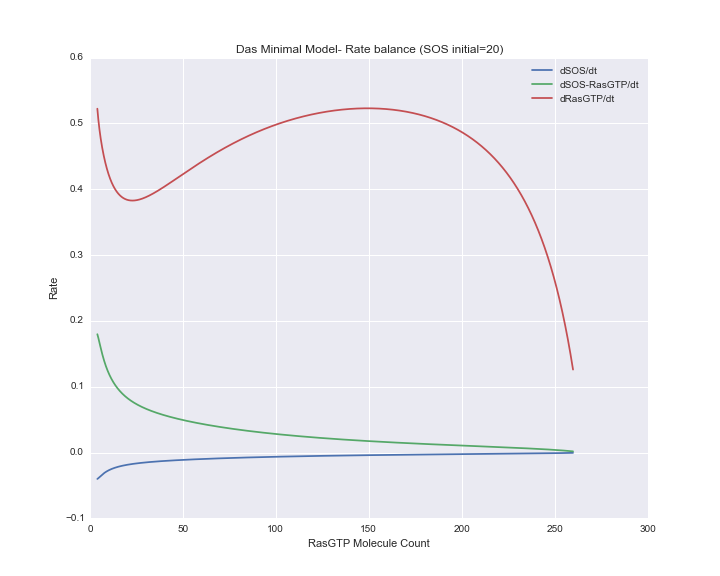 Das Minimal Model- Rate balance (SOS initial=20)
dSOS/dt
dSOS-RasGTP/dt
dRasGTP/dt
0.6
0.5
0.4
0.3
0.2
0.1
0.0
−0.1
Rate
0 50 100 150 200 250 300
RasGTP Molecule Count